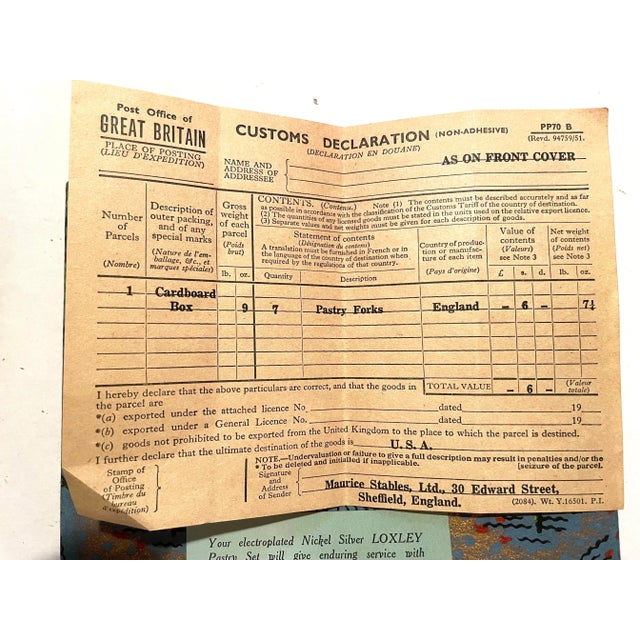 Post Office of
GREAT BRITAIN
PLACE OF POSTING
(LIEU D'EXPEDITION)
CUSTOMS DECLARATION (NON-ADHESIVE)
(DECLARATION EN DOUANE)
PP70 B
(Revd. 94759/51.
NAME AND
ADDRESS OF
ADDRESSEE
AS ON FRONT COVER
Number
of
Parcels
(Nombre)
Description of
outer packing,
and of any
special marks
(Nature de l'em-
ballage, &c., et
marques spéciales)
Gross
weight
of each
parcel
(Poids
brut)
lb. oz.
CONTENTS. (Contenu.) Note (1) The contents must be described accurately and as far
as possible in accordance with the classification of the Customs Tariff of the country of destination.
(2) The quantities of any licensed goods must be stated in the units used on the relative export licence.
(3) Separate values and net weights must be given for each description of goods.
Statement of contents
(Désignation du contenu)
A translation must be furnished in French or in
the language of the country of destination when
required by the regulations of that country.
Quantity Description
Country of produc-
tion or manufac-
ture of each item
(Pays d'origine)
Value of
contents
(Valeurs)
see Note 3
£ s. d.
Net weight
of contents
(Poids net)
see Note 3
lb. oz.
1 Cardboard
Box 9 7 Pastry Forks England - 6 - 7¼
I hereby declare that the above particulars are correct, and that the goods in
the parcel are
TOTAL VALUE - 6 - (Valeur
totale)
*(a) exported under the attached licence No dated 19
*(b) exported under a General Licence No. dated 19
*(c) goods not prohibited to be exported from the United Kingdom to the place to which the parcel is destined.
I further declare that the ultimate destination of the goods is U.S.A.
NOTE.—Undervaluation or failure to give a full description may result in penalties and/or the
seizure of the parcel.
* To be deleted and initialled if inapplicable.
Stamp of
Office
of Posting
(Timbre du
bureau
d'expédition)
Signature
and
Address
of Sender
Maurice Stables, Ltd., 30 Edward Street,
Sheffield, England.
(2084). Wt. Y.16501. P.I.
Your electroplated Nickel Silver LOXLEY
Pastry Set will give enduring service with